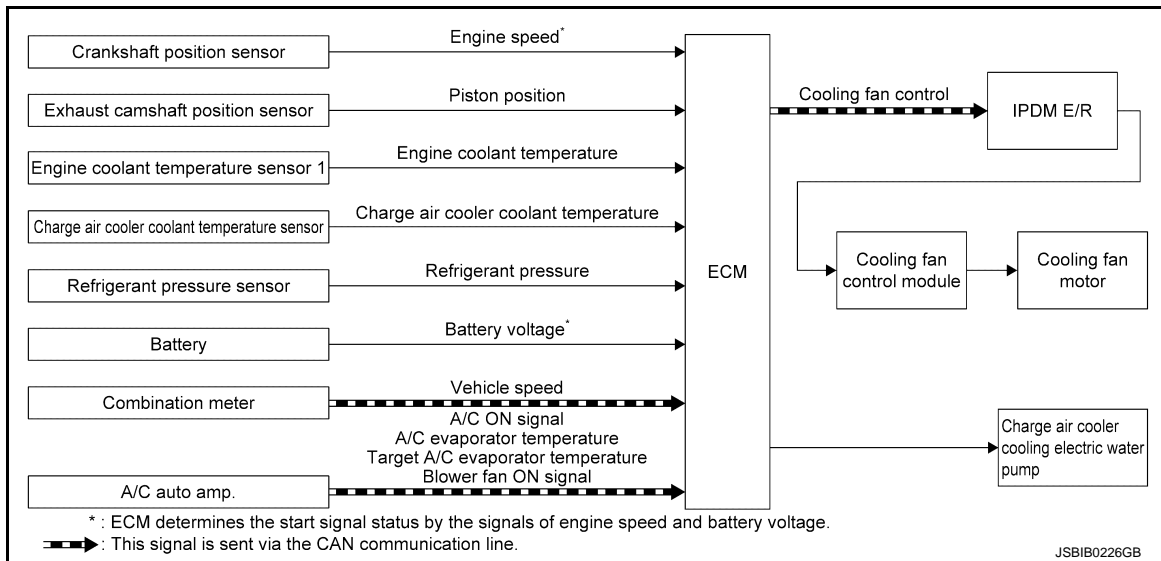 Crankshaft position sensor
Engine speed*
Exhaust camshaft position sensor
Piston position
Engine coolant temperature sensor 1
Engine coolant temperature
Charge air cooler coolant temperature sensor
Charge air cooler coolant temperature
Refrigerant pressure sensor
Refrigerant pressure
Battery
Battery voltage*
Combination meter
Vehicle speed
A/C auto amp.
A/C ON signal
A/C evaporator temperature
Target A/C evaporator temperature
Blower fan ON signal
ECM
Cooling fan control
IPDM E/R
Cooling fan
control module
Cooling fan
motor
Charge air cooler
cooling electric water
pump
* : ECM determines the start signal status by the signals of engine speed and battery voltage.
: This signal is sent via the CAN communication line.
JSBIB0226GB